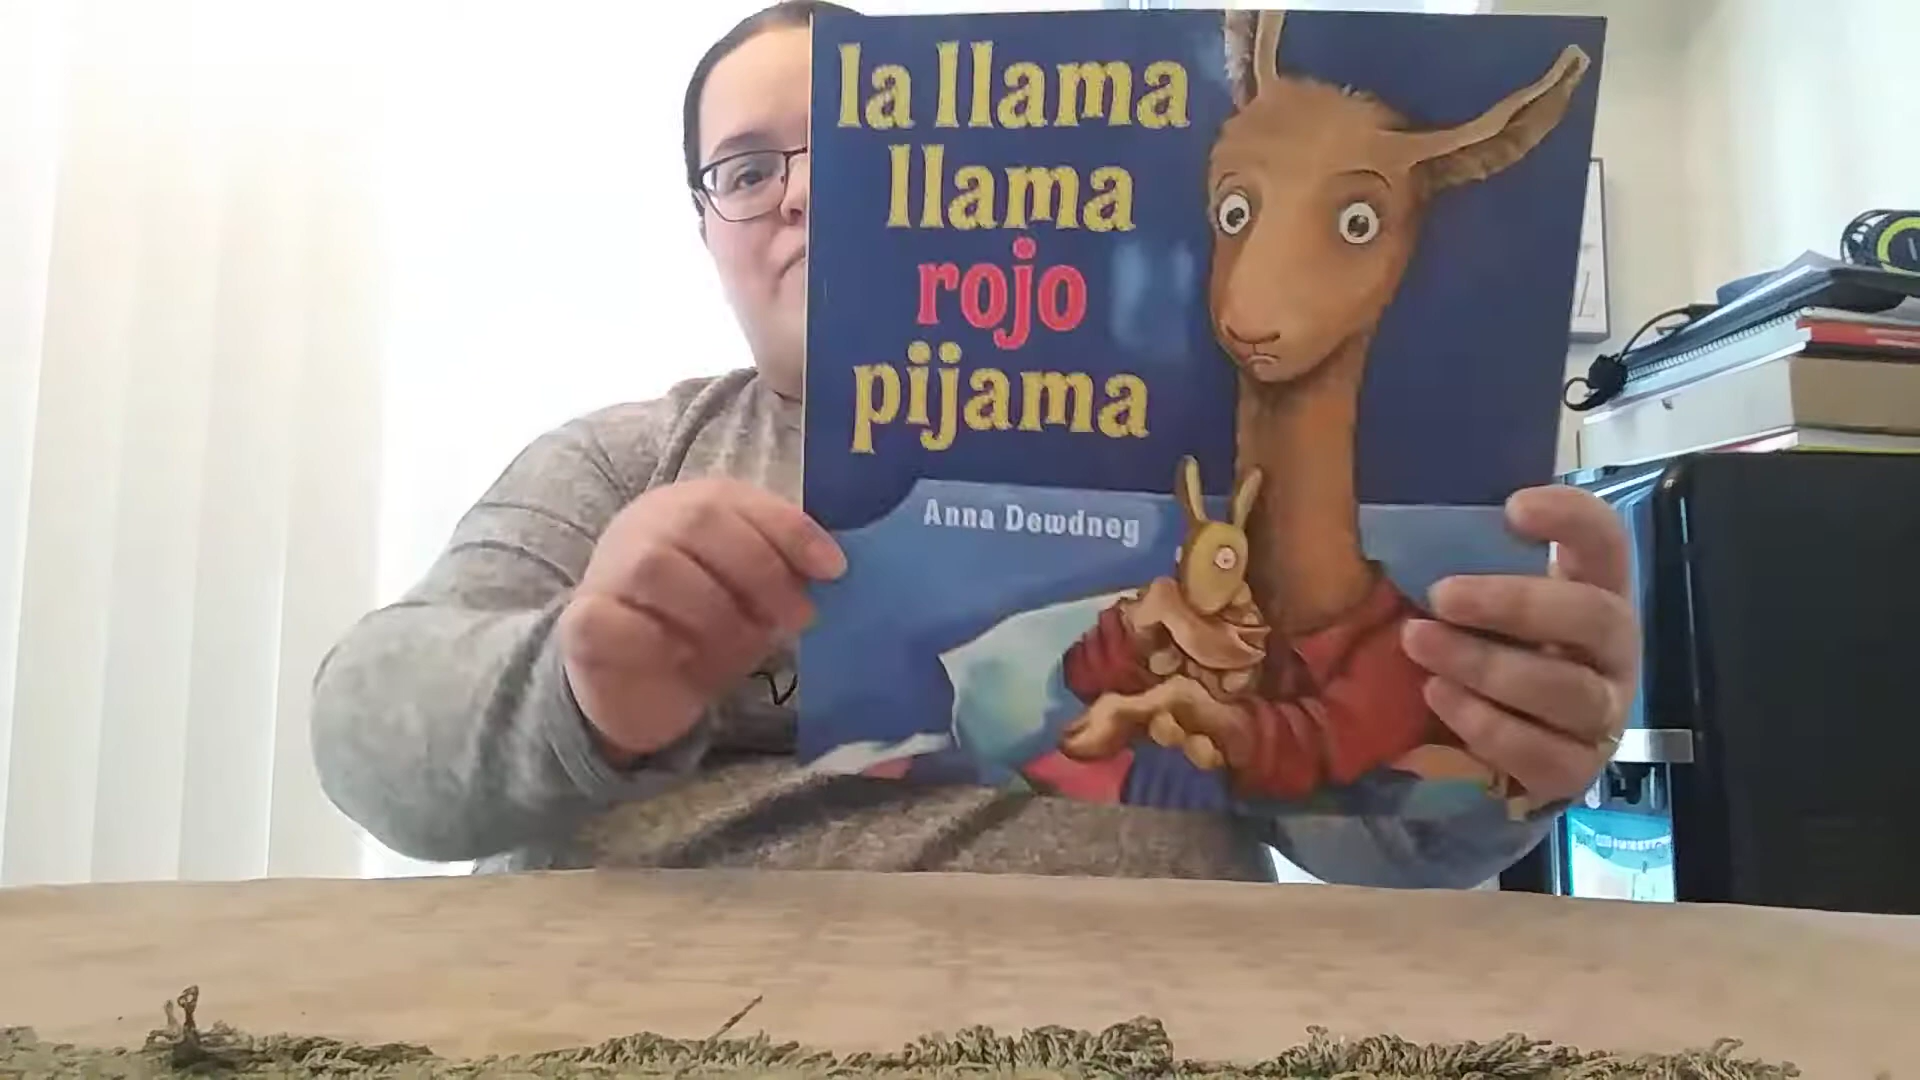 la llama
llama
rojo
pijama
Anna Dewdney